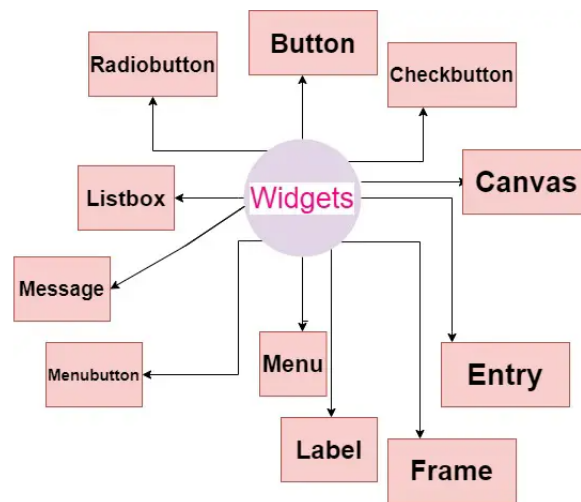 Button
Radiobutton
Checkbutton
Widgets
Canvas
Listbox
Message
Menu
Menubutton
Entry
Label
Frame